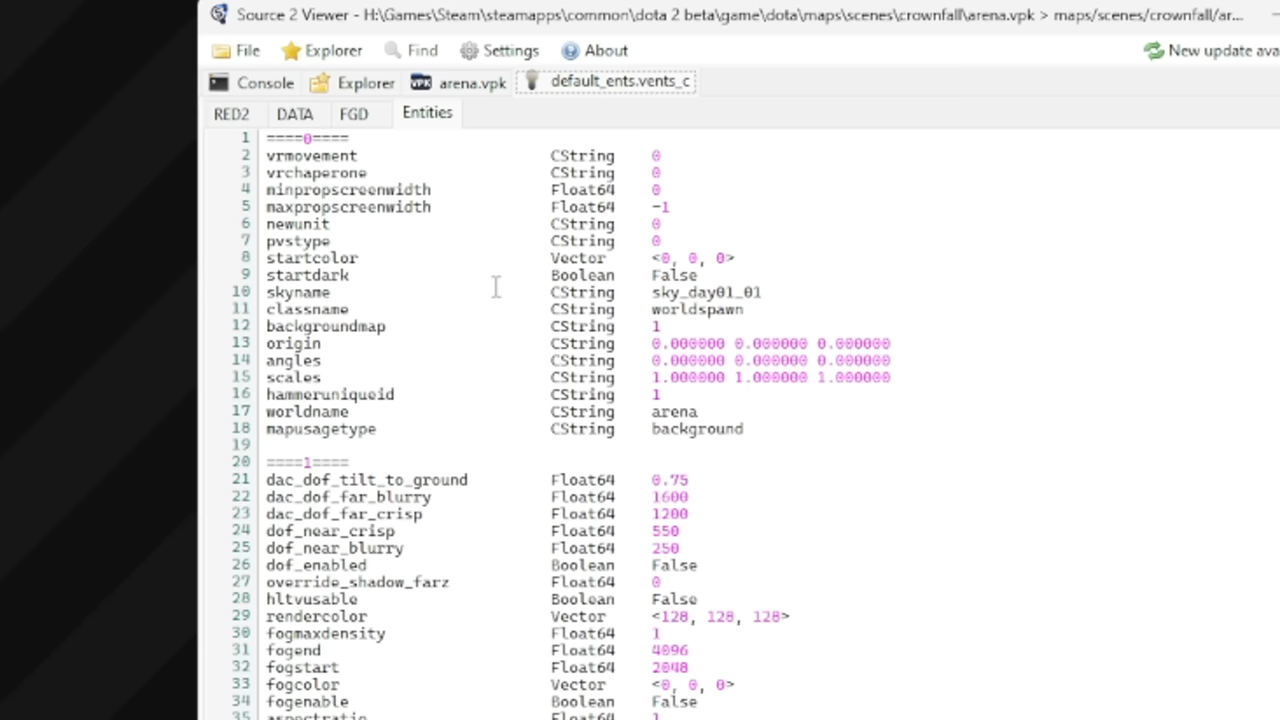 Source 2 Viewer - H:\Games\Steam\steamapps\common\dota 2 beta\game\dota\maps\scenes\crownfall\arena.vpk > maps/scenes/crownfall/ar...
File Explorer Find Settings About New update ava
Console Explorer arena.vpk default_ents.vents_c
RED2 DATA FGD Entities
1 ====0====
2 vrmovement CString 0
3 vrchaperone CString 0
4 minpropscreenwidth Float64 0
5 maxpropscreenwidth Float64 -1
6 newunit CString 0
7 pvstype CString 0
8 startcolor Vector <0, 0, 0>
9 startdark Boolean False
10 skyname CString sky_day01_01
11 classname CString worldspawn
12 backgroundmap CString 1
13 origin CString 0.000000 0.000000 0.000000
14 angles CString 0.000000 0.000000 0.000000
15 scales CString 1.000000 1.000000 1.000000
16 hammeruniqueid CString 1
17 worldname CString arena
18 mapusagetype CString background
19
20 ====1====
21 dac_dof_tilt_to_ground Float64 0.75
22 dac_dof_far_blurry Float64 1600
23 dac_dof_far_crisp Float64 1200
24 dof_near_crisp Float64 550
25 dof_near_blurry Float64 250
26 dof_enabled Boolean False
27 override_shadow_farz Float64 0
28 hltvusable Boolean False
29 rendercolor Vector <128, 128, 128>
30 fogmaxdensity Float64 1
31 fogend Float64 4096
32 fogstart Float64 2048
33 fogcolor Vector <0, 0, 0>
34 fogenable Boolean False
35 aspectratio Float64 1